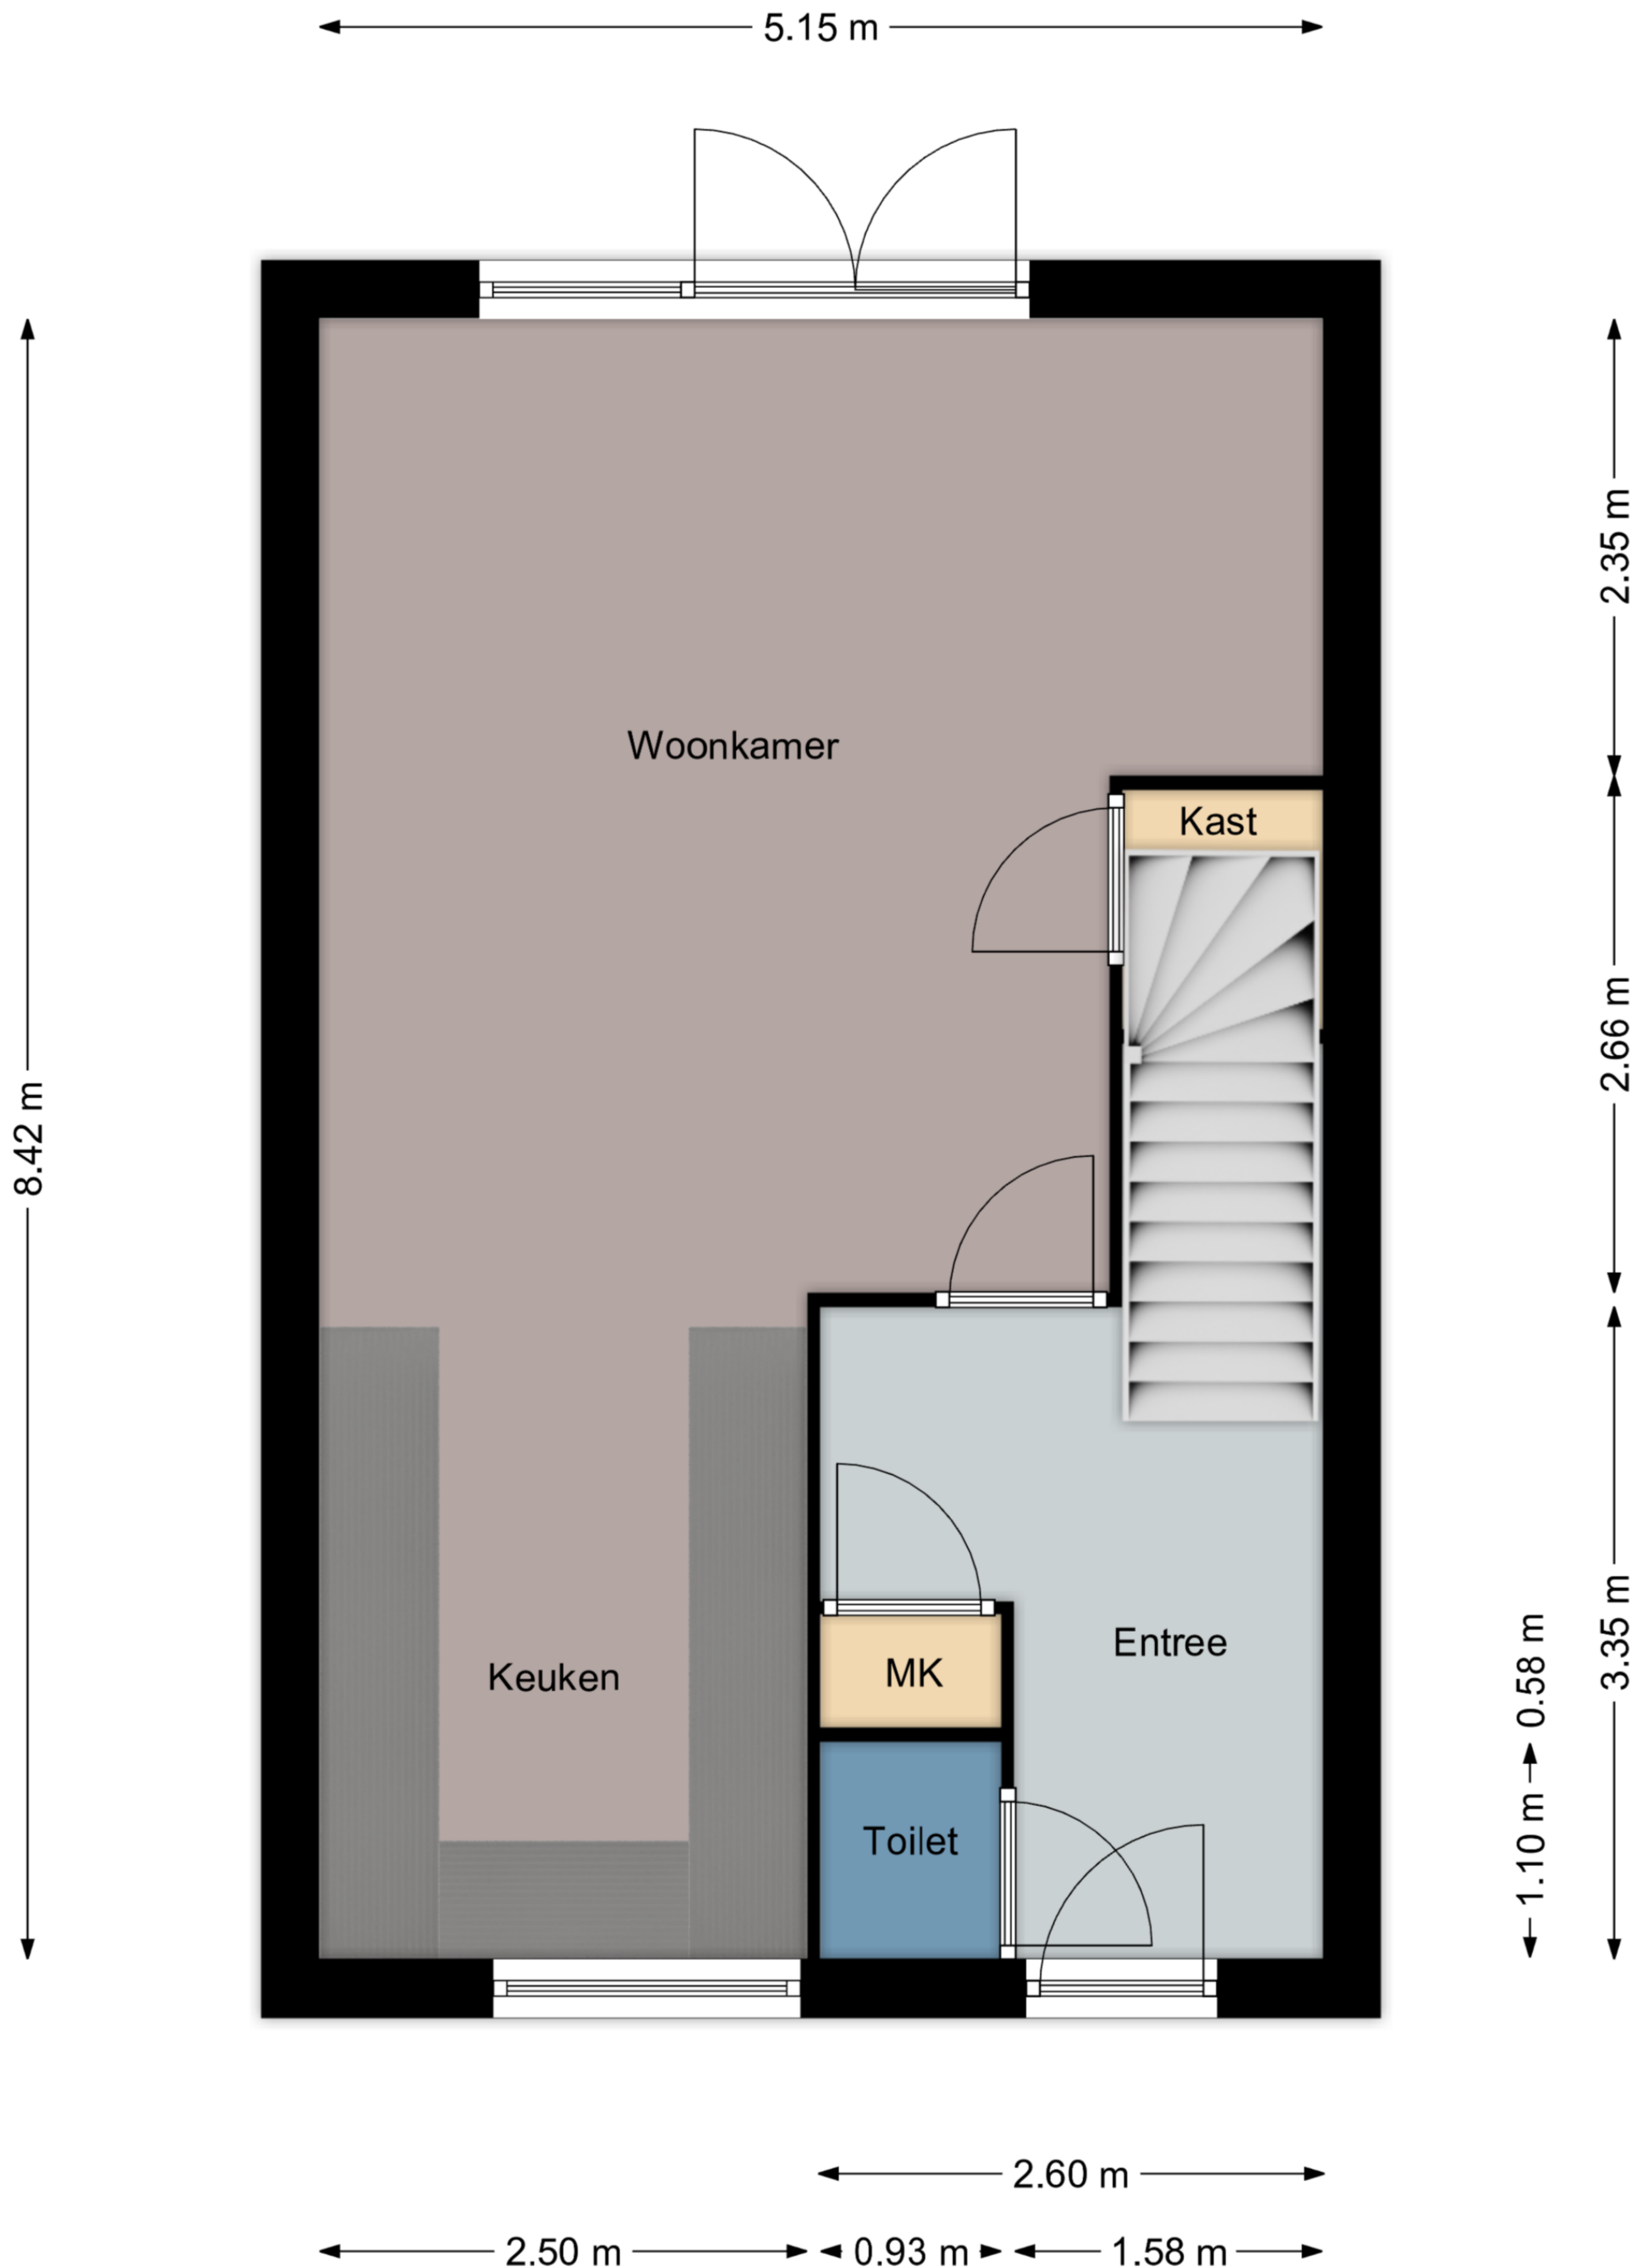 5.15 m
2.35 m
Woonkamer
Kast
2.66 m
8.42 m
Entree
3.35 m
0.58 m
MK
Keuken
Toilet
1.10 m
2.60 m
2.50 m
0.93 m
1.58 m